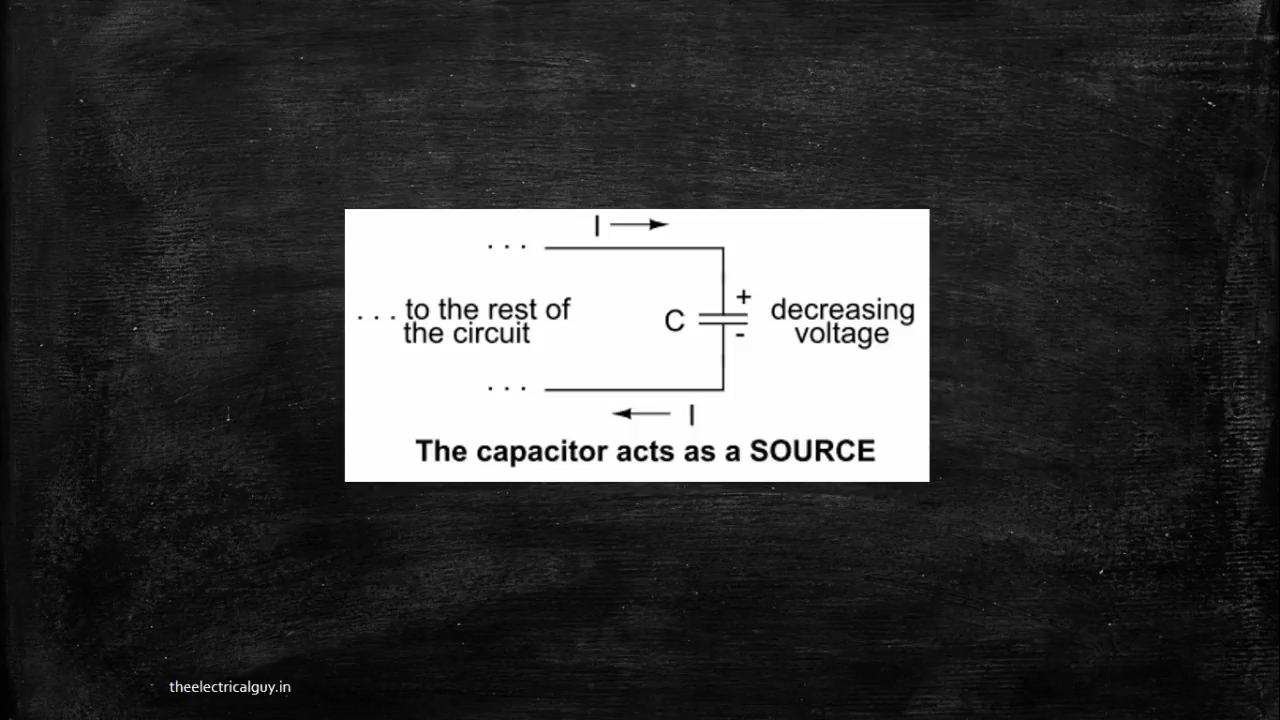 I
. . .
. . . to the rest of
the circuit
C
+
-
decreasing
voltage
. . .
I
The capacitor acts as a SOURCE
theelectricalguy.in